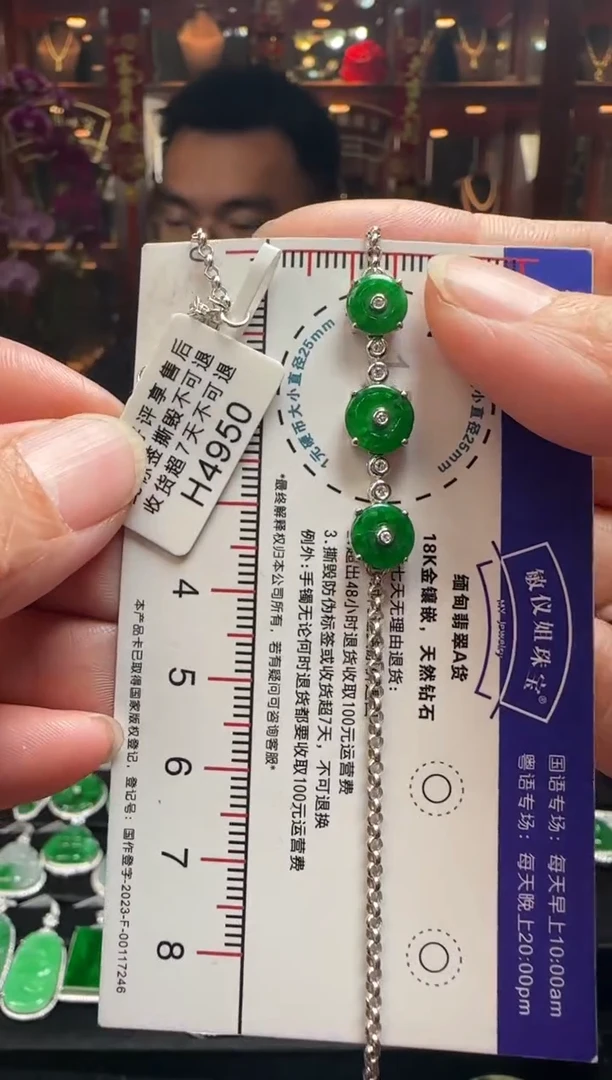 评享售后
标签撕毁不可退
收货超7天不可退
H4950
1元硬币大小直径25mm
小直径25mm
1
敏仪姐珠宝®
MY Jewelry
国语专场：每天早上10:00am
粤语专场：每天晚上20:00pm
缅甸翡翠A货
18K金镶嵌，天然钻石
七天无理由退货：
超出48小时退货收取100元运营费
3.撕毁防伪标签或收货超7天，不可退换
例外：手镯无论何时退货都要收取100元运营费
*最终解释权归本公司所有，若有疑问可咨询客服*
4
5
6
7
8
本产品卡已取得国家版权登记，登记号：国作登字-2023-F-00117246